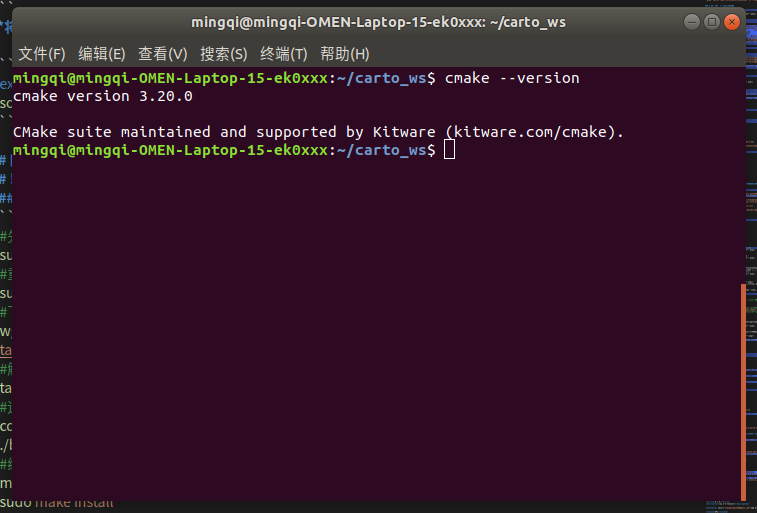 mingqi@mingqi-OMEN-Laptop-15-ek0xxx: ~/carto_ws
文件(F) 编辑(E) 查看(V) 搜索(S) 终端(T) 帮助(H)
mingqi@mingqi-OMEN-Laptop-15-ek0xxx:~/carto_ws$ cmake --version
cmake version 3.20.0
CMake suite maintained and supported by Kitware (kitware.com/cmake).
mingqi@mingqi-OMEN-Laptop-15-ek0xxx:~/carto_ws$
sudo make install